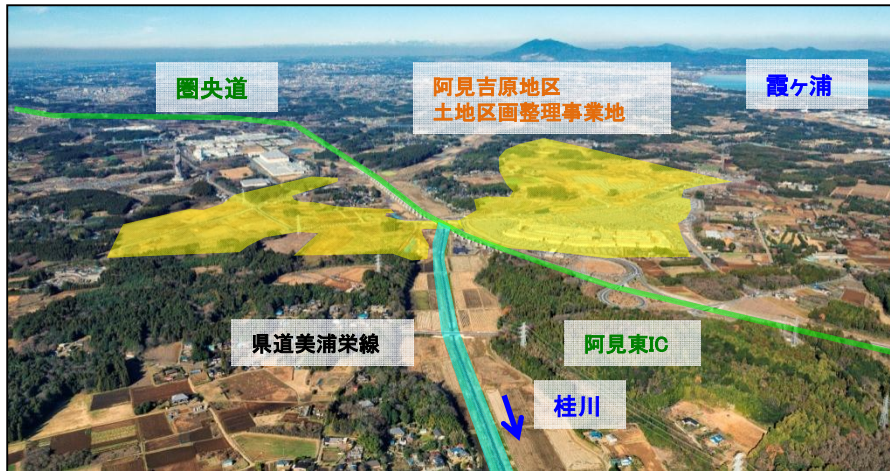 圏央道
阿見吉原地区
土地区画整理事業地
霞ヶ浦
県道美浦栄線
阿見東IC
桂川